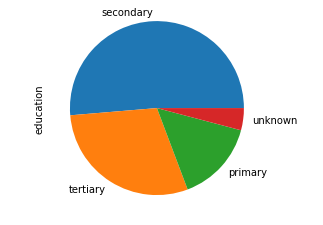 secondary
education
unknown
primary
tertiary